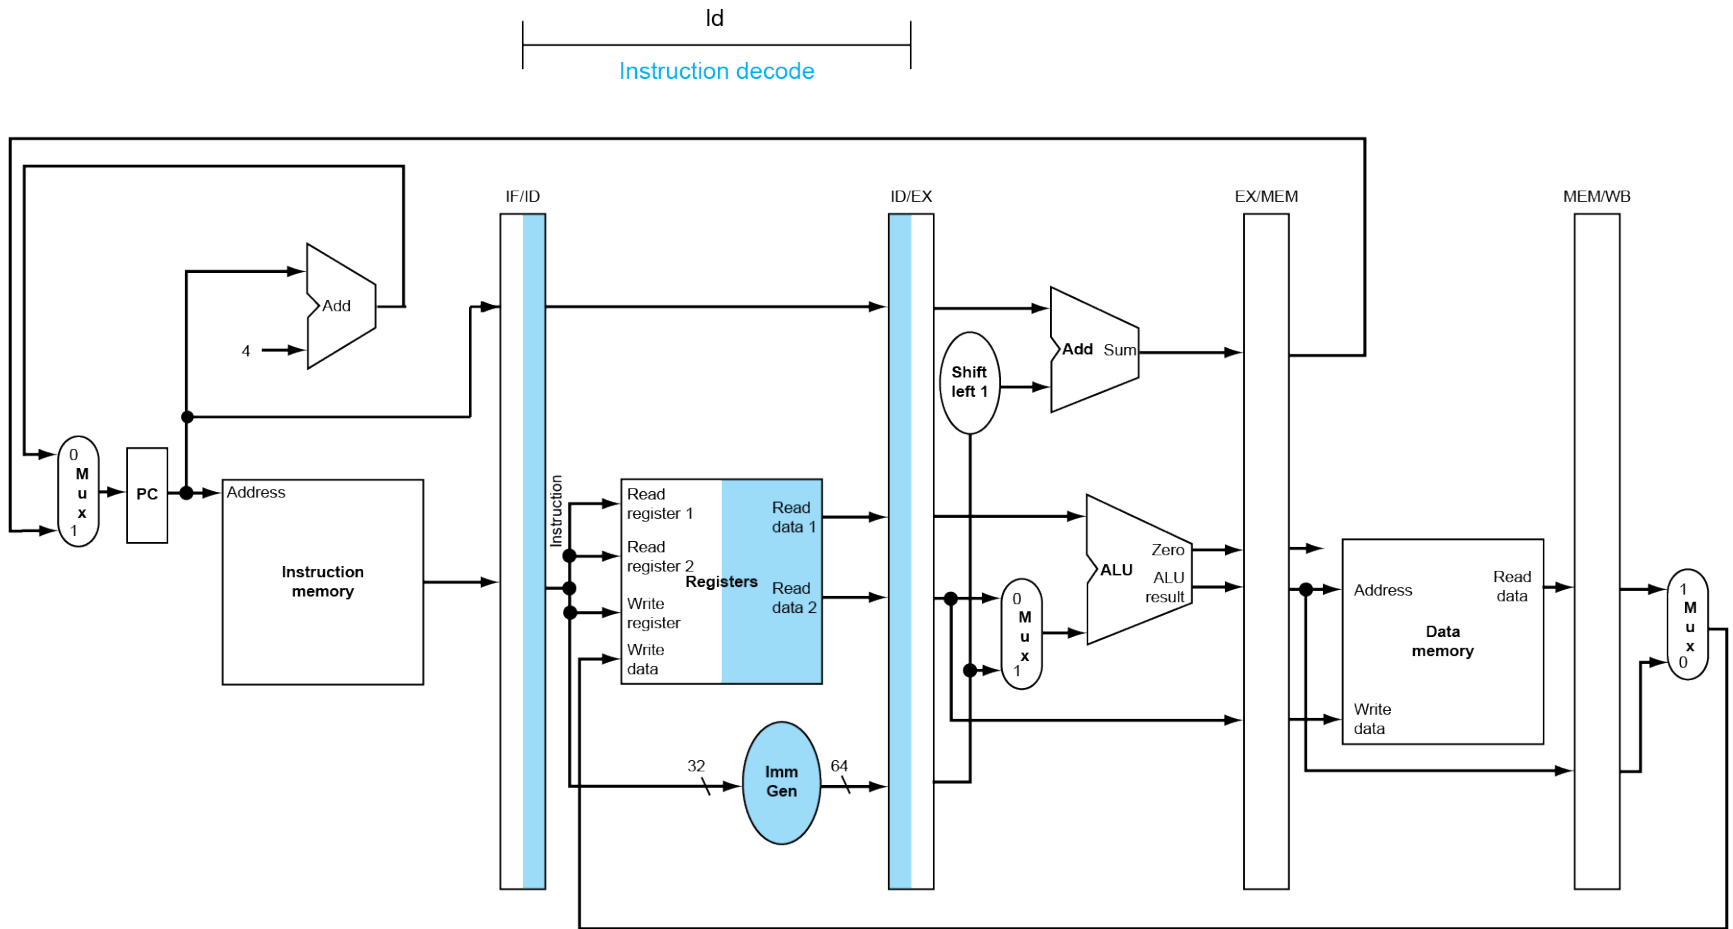 ld
Instruction decode
IF/ID
ID/EX
EX/MEM
MEM/WB
Add
4
Add Sum
Shift
left 1
0
M
u
x
1
PC
Address
Instruction
memory
Instruction
Read
register 1
Read
register 2
Write
register
Write
data
Registers
Read
data 1
Read
data 2
0
M
u
x
1
Zero
ALU
ALU
result
Address
Read
data
Data
memory
Write
data
1
M
u
x
0
32
Imm
Gen
64